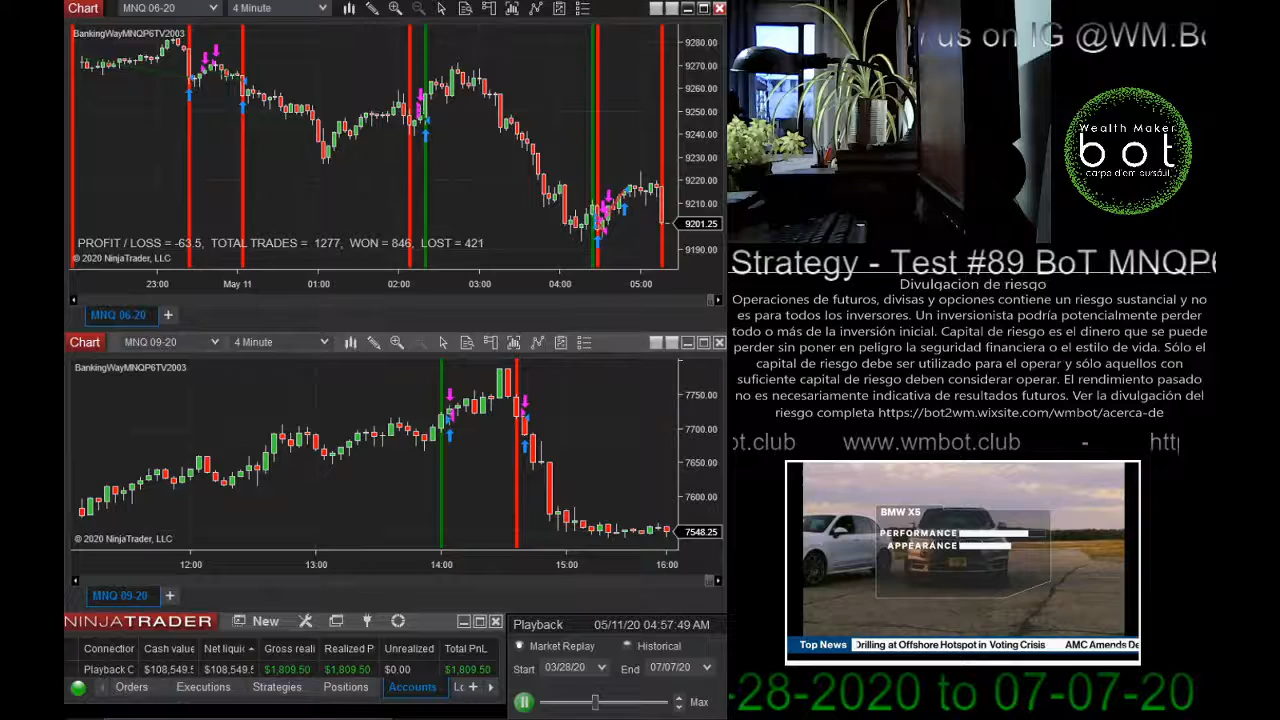 Chart MNQ 06-20 4 Minute
BankingWayMNQP6TV2003
9280.00
9270.00
9260.00
9250.00
9240.00
9230.00
9220.00
9210.00
9201.25
9190.00
PROFIT / LOSS = -63.5, TOTAL TRADES = 1277, WON = 846, LOST = 421
© 2020 NinjaTrader, LLC
23:00 May 11 01:00 02:00 03:00 04:00 05:00
MNQ 06-20 +
Chart MNQ 09-20 4 Minute
BankingWayMNQP6TV2003
7750.00
7700.00
7650.00
7600.00
7548.25
© 2020 NinjaTrader, LLC
12:00 13:00 14:00 15:00 16:00
MNQ 09-20 +
NINJATRADER New
Connection Cash value Net liqui Gross reali Realized P Unrealized Total PnL
Playback C $108,549.5 $108,549.5 $1,809.50 $1,809.50 $0.00 $1,809.50
Orders Executions Strategies Positions Accounts Lo +
Playback 05/11/20 04:57:49 AM
Market Replay Historical
Start 03/28/20 End 07/07/20
Max
us on IG @WM.Bo
Wealth Maker
bot
Strategy - Test #89 BoT MNQP6
Divulgacion de riesgo
Operaciones de futuros, divisas y opciones contiene un riesgo sustancial y no
es para todos los inversores. Un inversionista podría potencialmente perder
todo o más de la inversión inicial. Capital de riesgo es el dinero que se puede
perder sin poner en peligro la seguridad financiera o el estilo de vida. Sólo el
capital de riesgo debe ser utilizado para el operar y sólo aquellos con
suficiente capital de riesgo deben considerar operar. El rendimiento pasado
no es necesariamente indicativa de resultados futuros. Ver la divulgación del
riesgo completa https://bot2wm.wixsite.com/wmbot/acerca-de
ot.club www.wmbot.club - htt
BMW X5
PERFORMANCE
APPEARANCE
Top News Drilling at Offshore Hotspot in Voting Crisis AMC Amends De
-28-2020 to 07-07-20